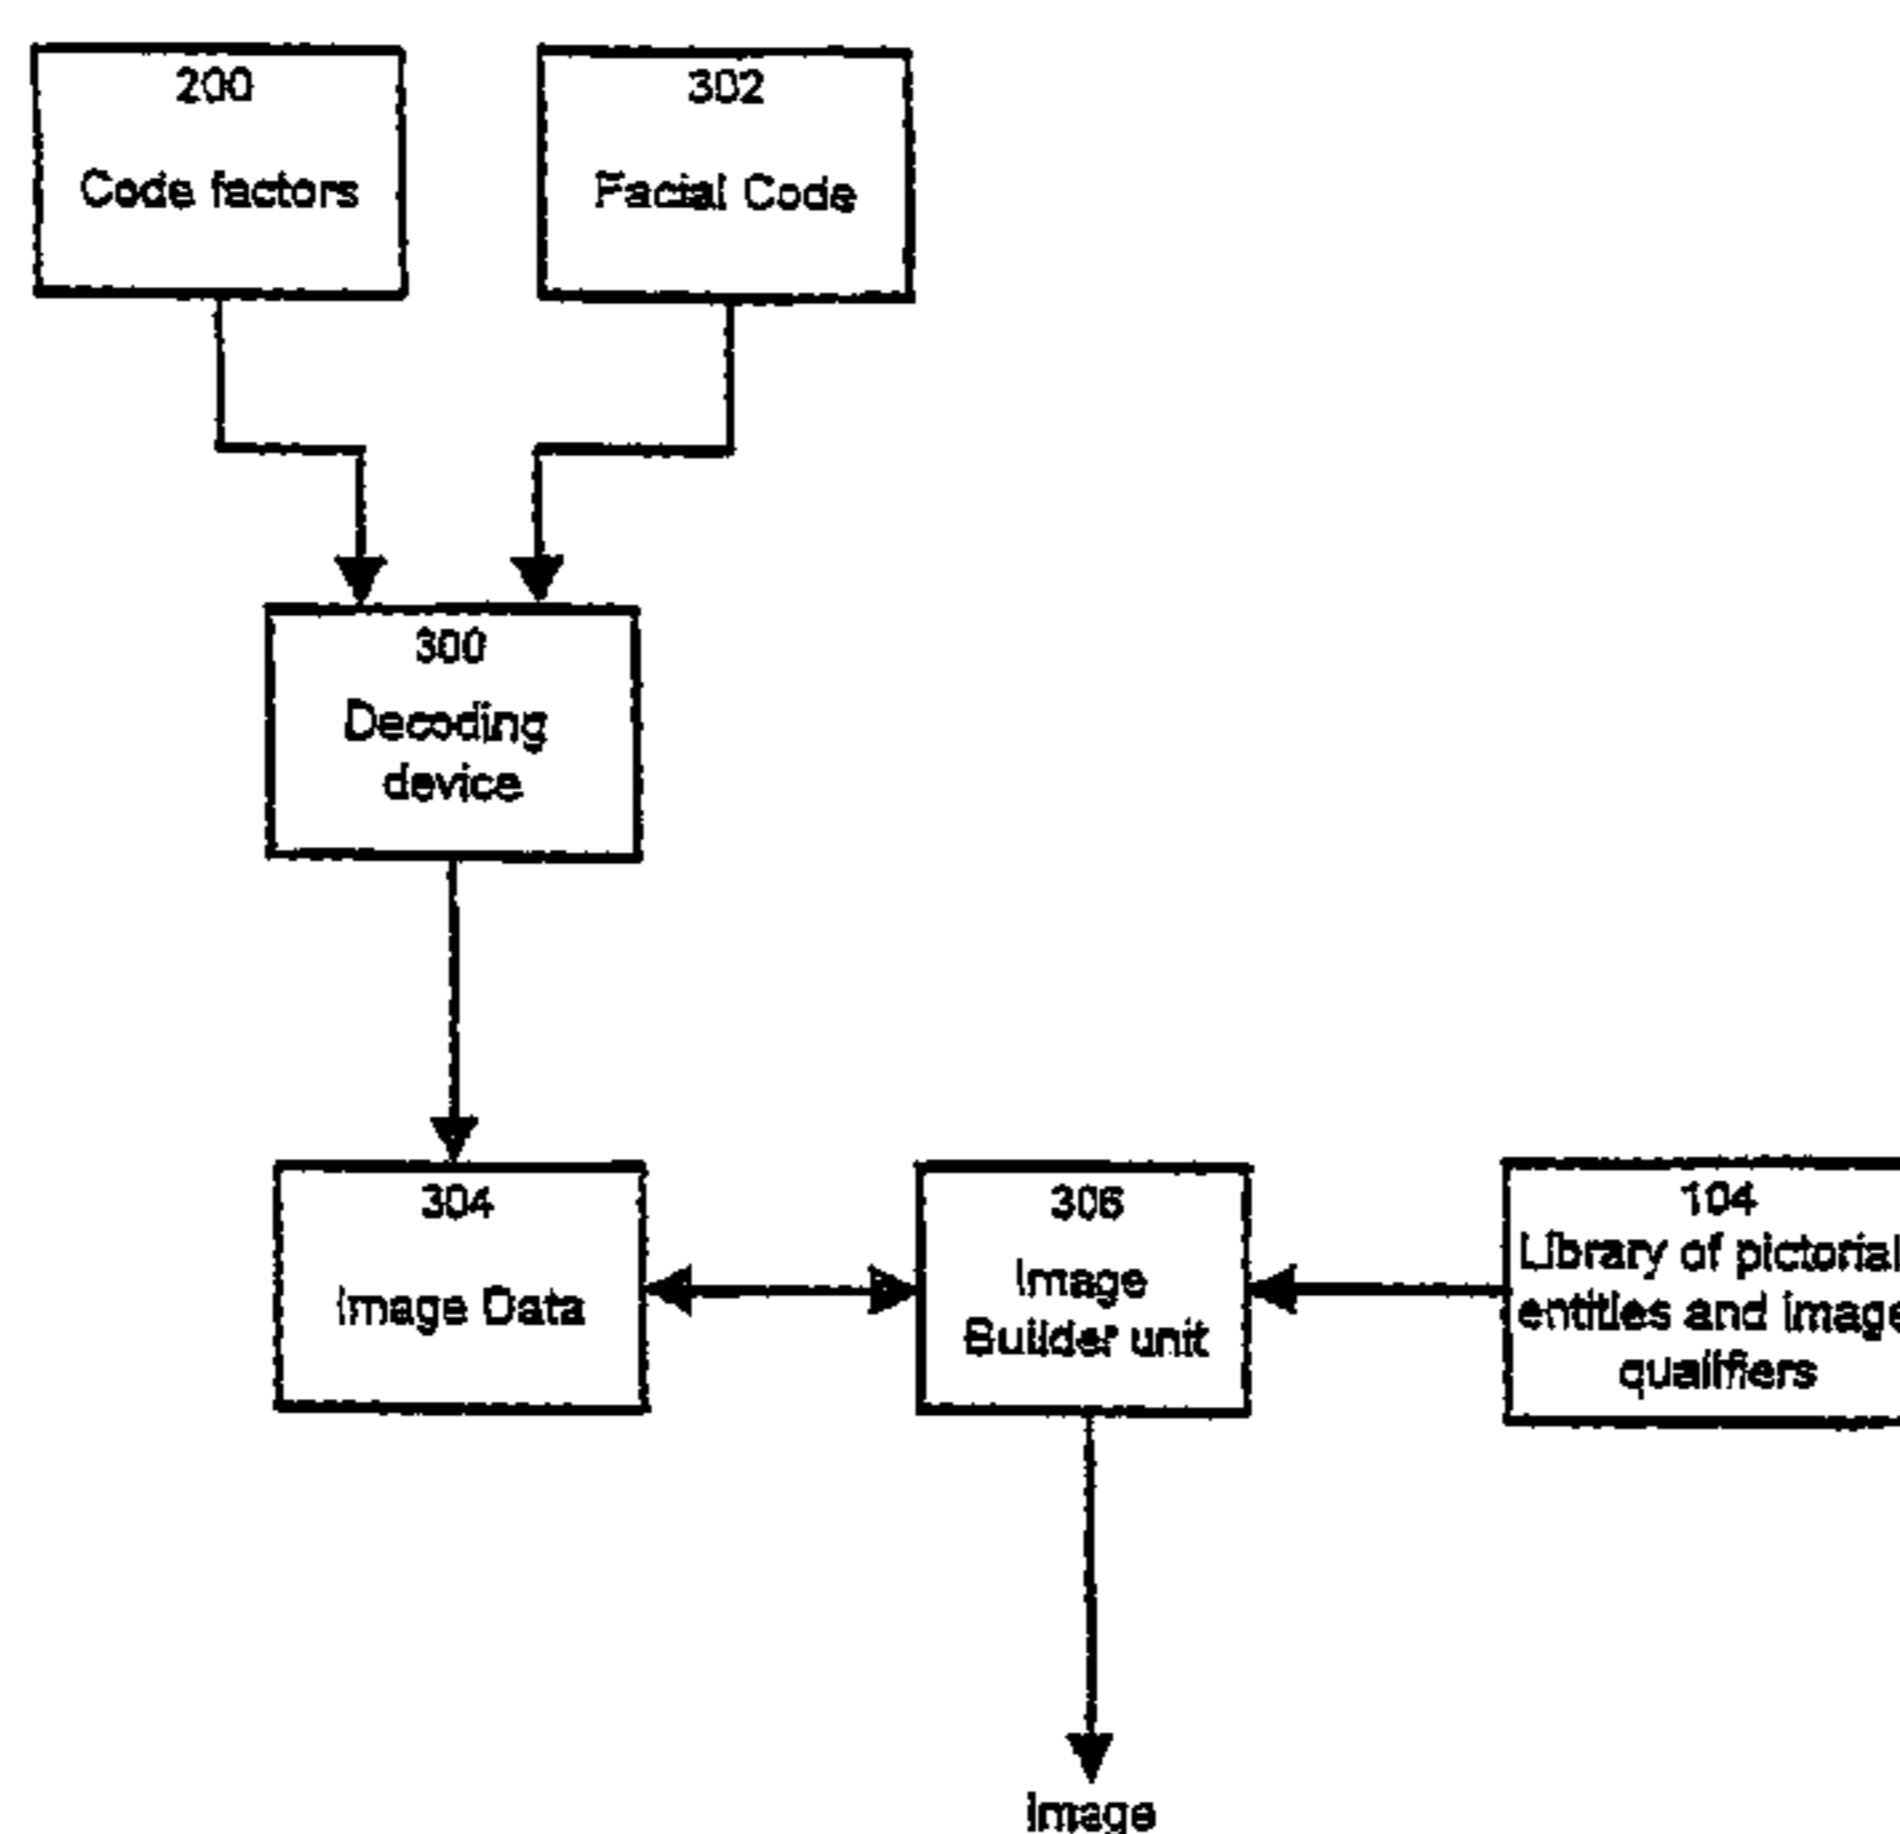 200
Code factors
302
Facial Code
300
Decoding
device
304
Image Data
306
Image
Builder unit
104
Library of pictorial
entities and image
qualifiers
Image